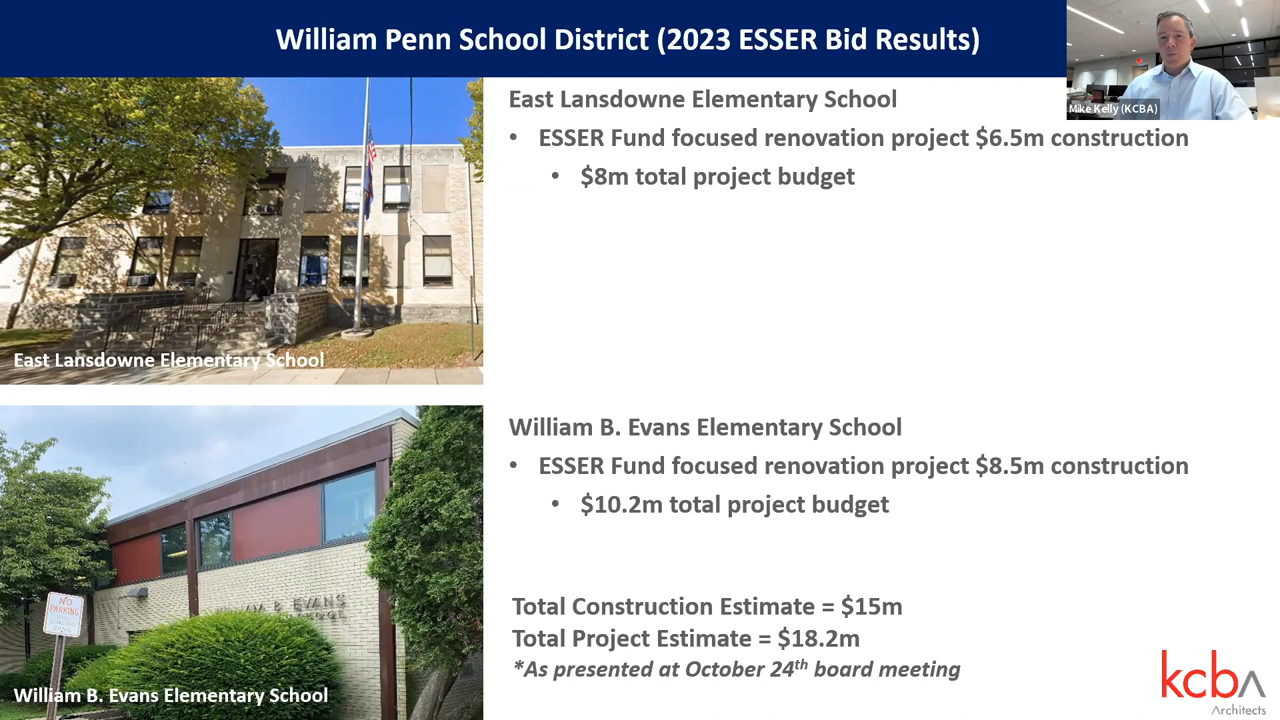 William Penn School District (2023 ESSER Bid Results)
Mike Kelly (KCBA)
East Lansdowne Elementary School
• ESSER Fund focused renovation project $6.5m construction
• $8m total project budget
East Lansdowne Elementary School
William B. Evans Elementary School
• ESSER Fund focused renovation project $8.5m construction
• $10.2m total project budget
NO
PARKING
B EVANS
William B. Evans Elementary School
Total Construction Estimate = $15m
Total Project Estimate = $18.2m
*As presented at October 24th board meeting
kcba
Architects